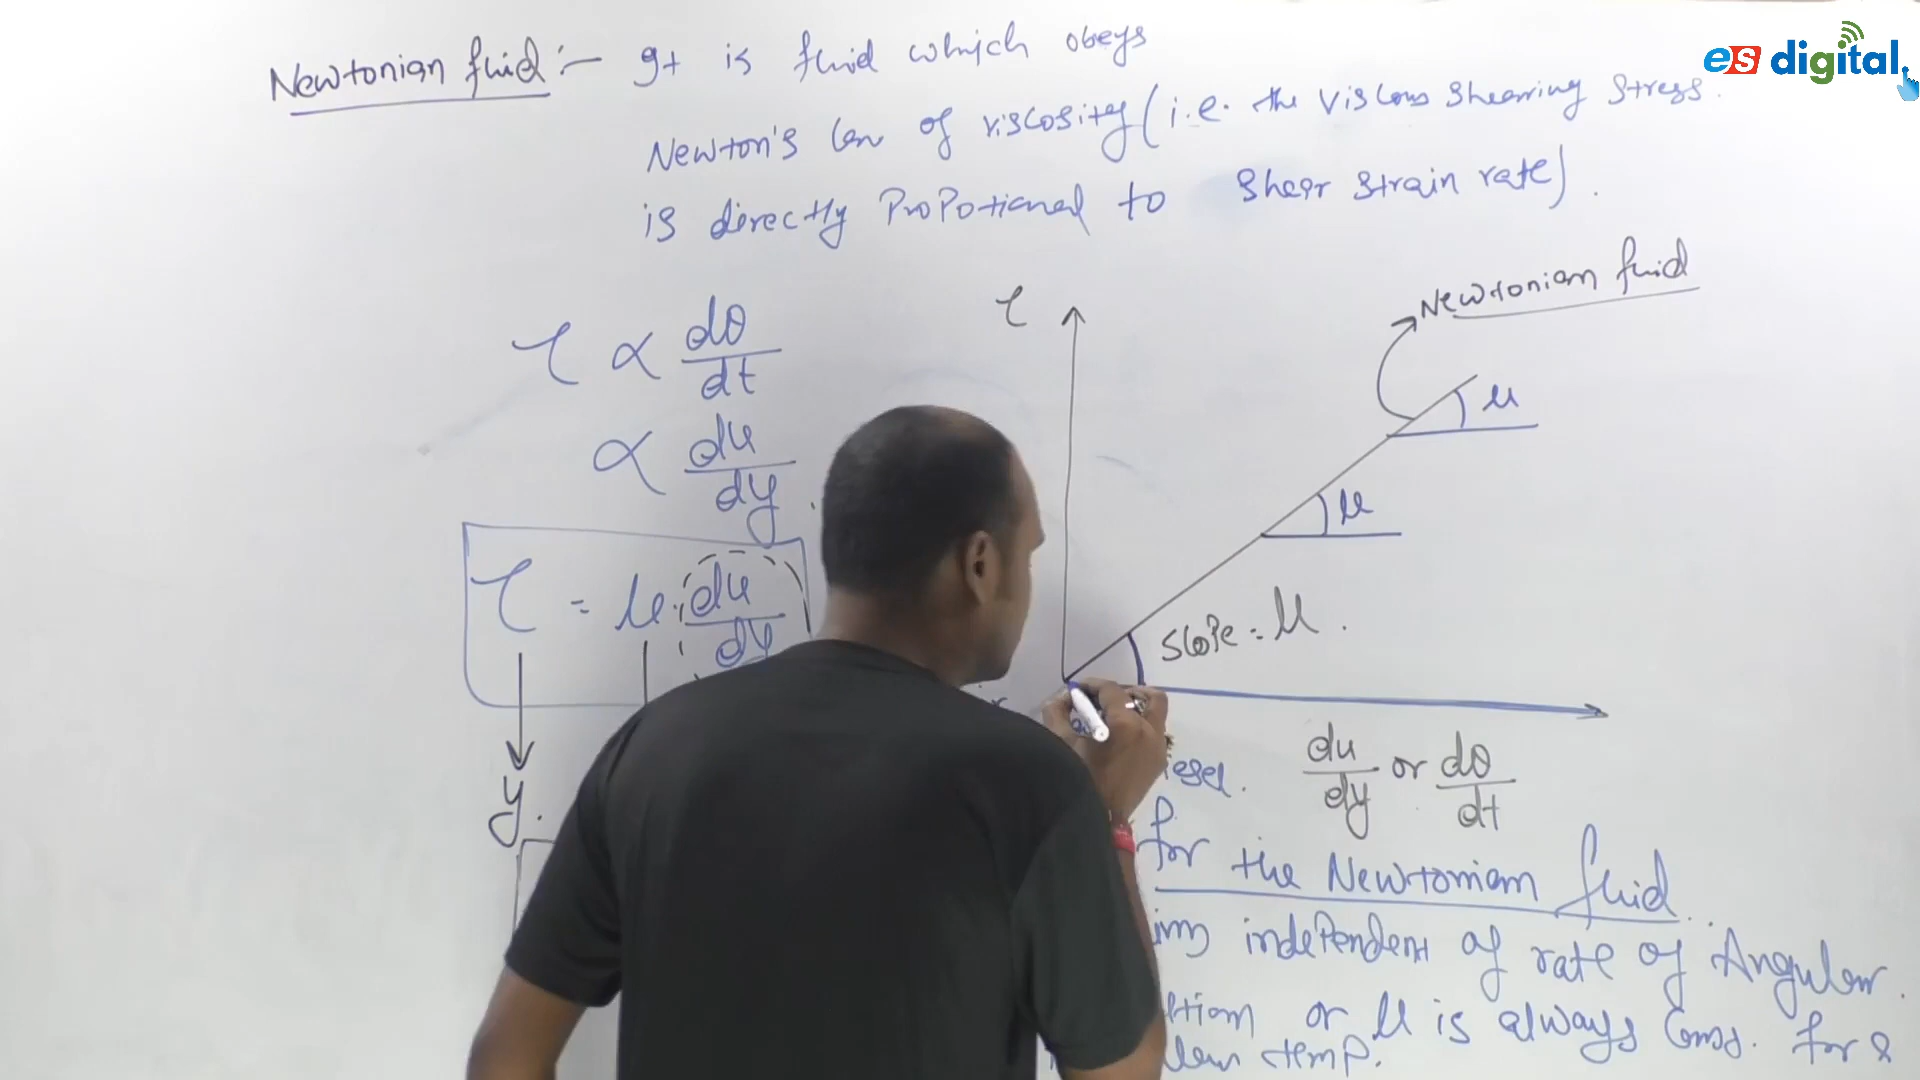 es digital
Newtonian fluid :- It is fluid which obeys
Newton's law of viscosity (i.e. the viscous shearing stress.
is directly Propotional to shear strain rate).
τ ∝ dθ/dt
∝ du/dy
τ = μ. du/dy
y.
τ
Newtonian fluid
μ
μ
slope = μ.
du/dy or dθ/dt
for the Newtonian fluid
independent of rate of Angular.
or μ is always Cons. for a
temp.